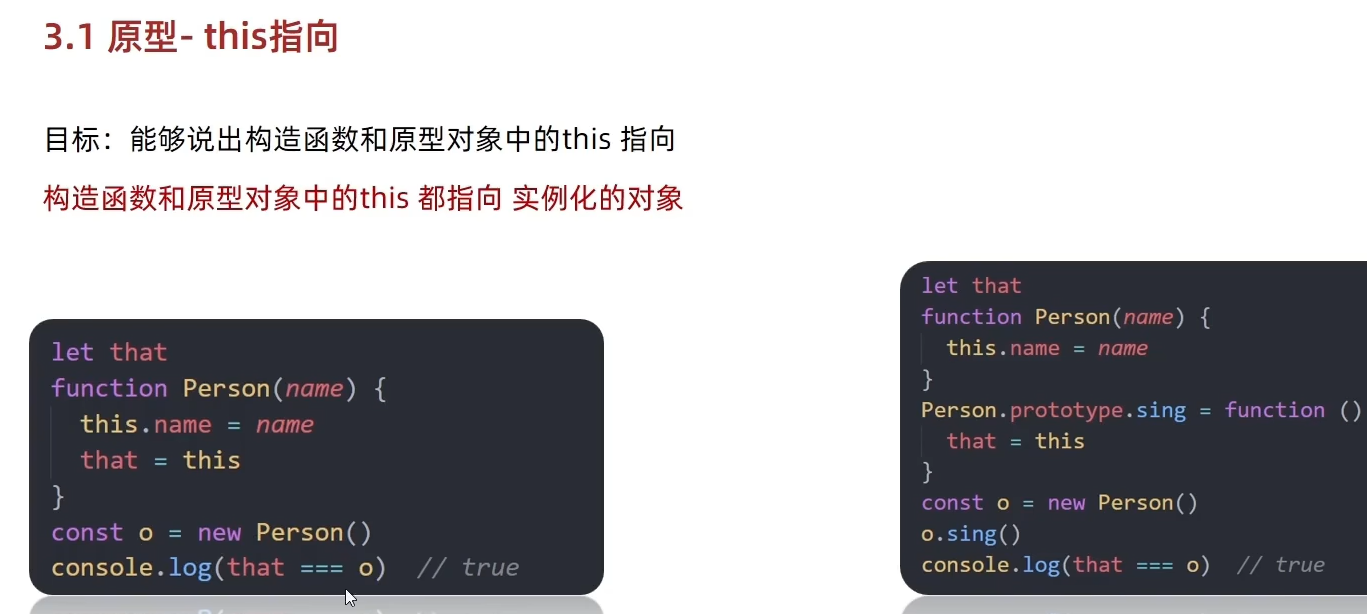 3.1 原型- this指向
目标：能够说出构造函数和原型对象中的this 指向
构造函数和原型对象中的this 都指向 实例化的对象
let that
function Person(name) {
this.name = name
that = this
}
const o = new Person()
console.log(that === o) // true
let that
function Person(name) {
this.name = name
}
Person.prototype.sing = function ()
that = this
}
const o = new Person()
o.sing()
console.log(that === o) // true